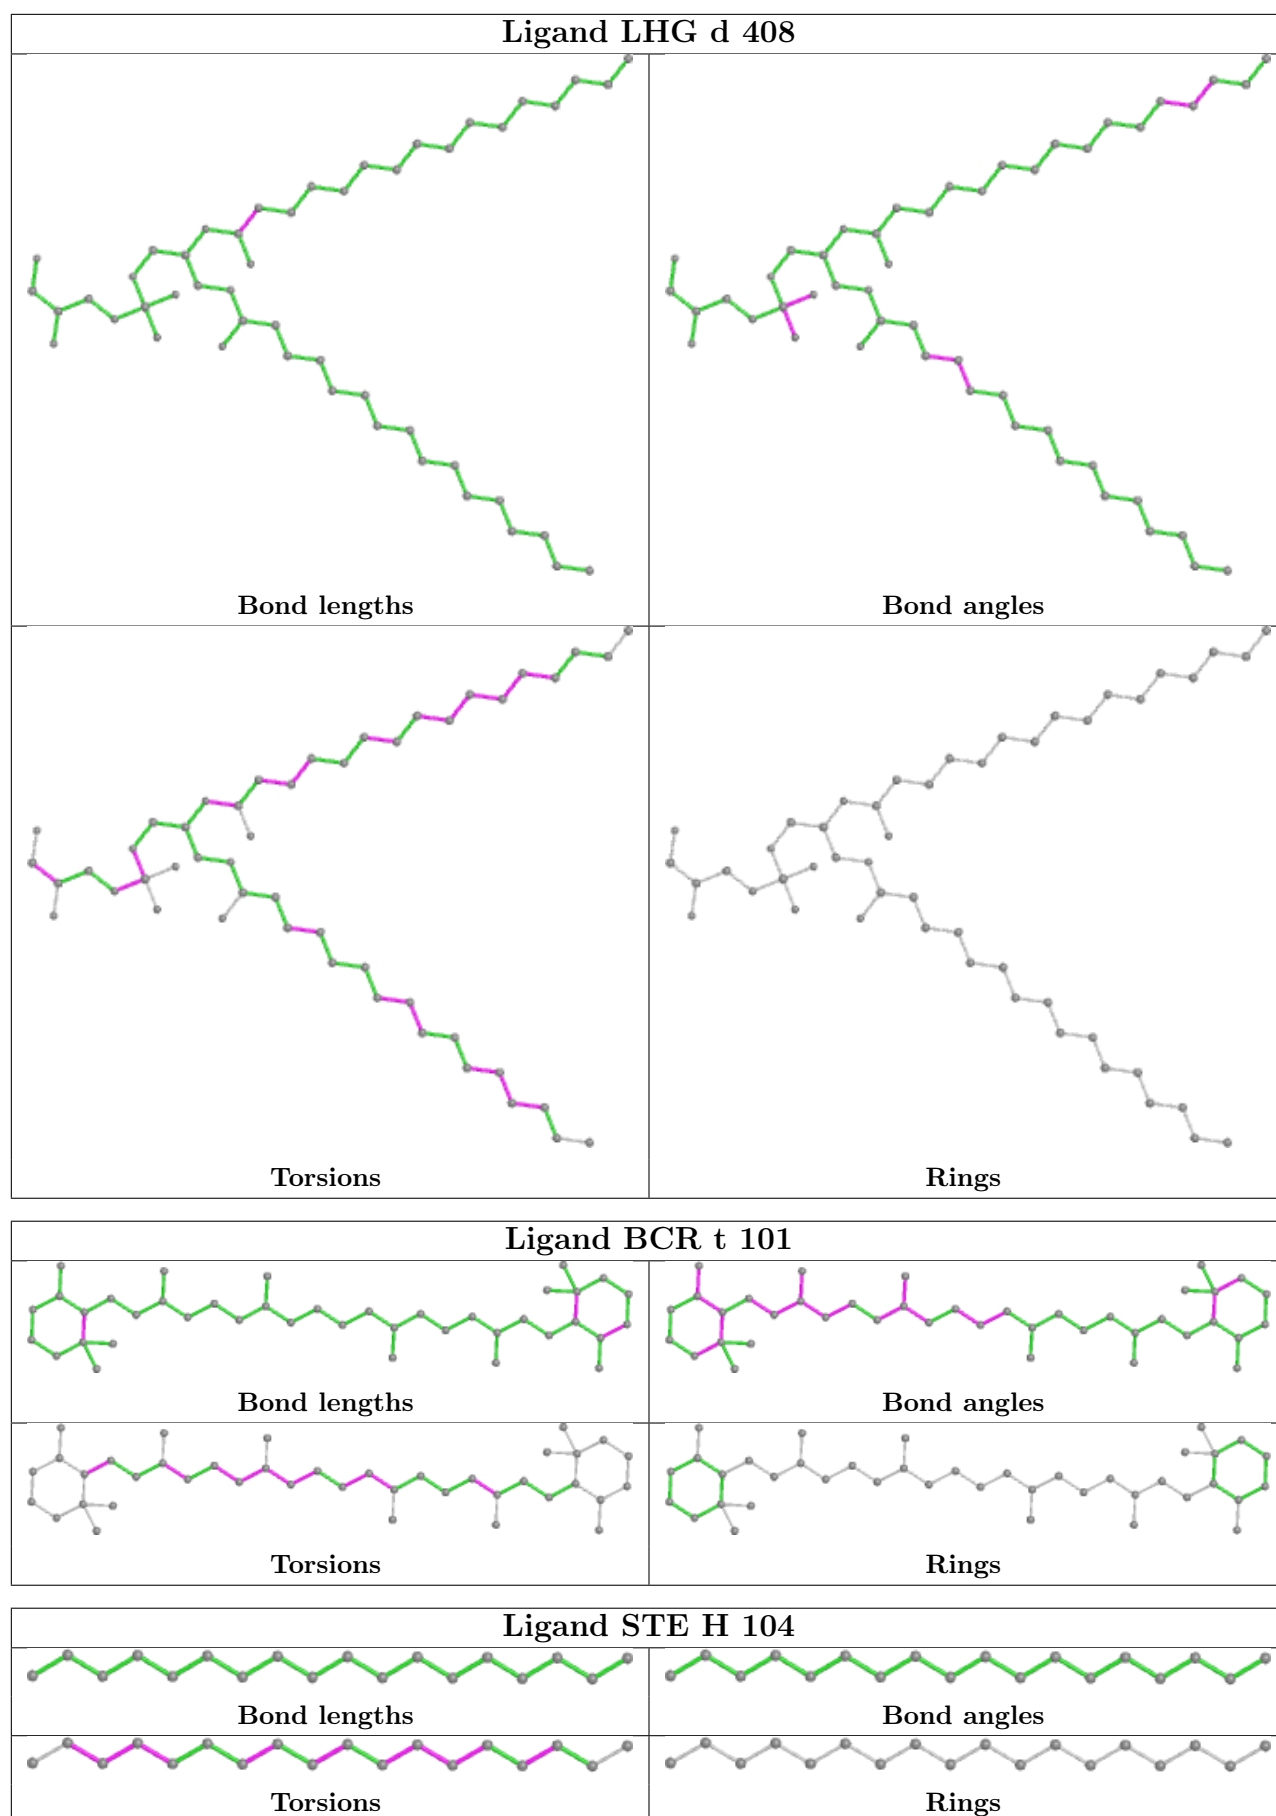 Ligand LHG d 408
Bond lengths
Bond angles
Torsions
Rings
Ligand BCR t 101
Bond lengths
Bond angles
Torsions
Rings
Ligand STE H 104
Bond lengths
Bond angles
Torsions
Rings